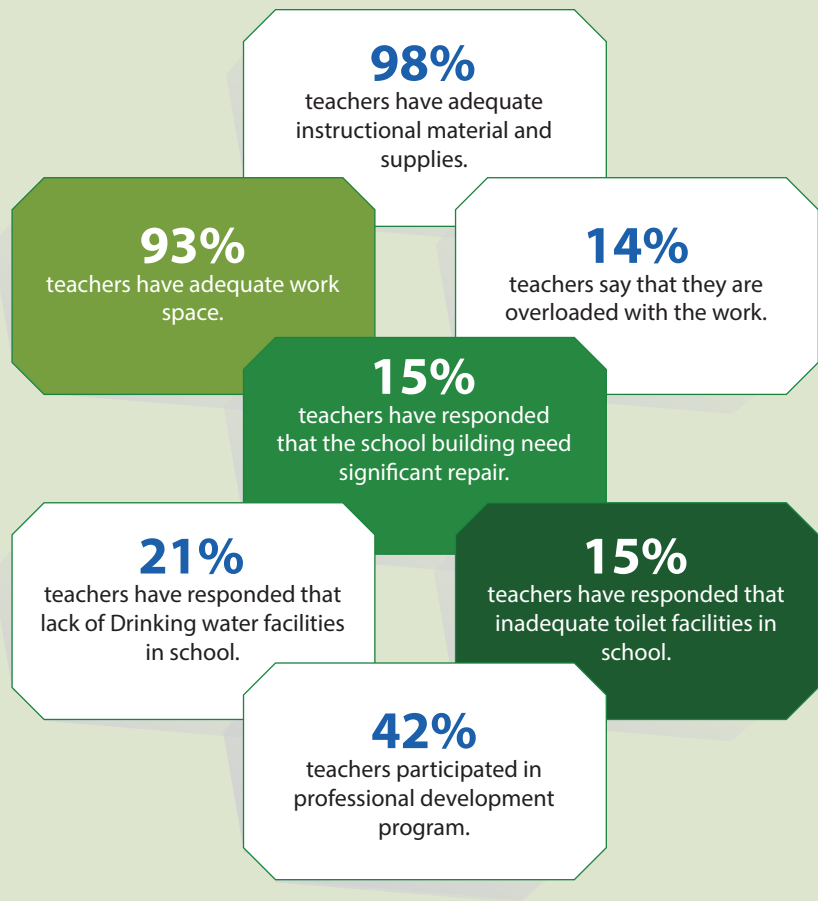 98%
teachers have adequate
instructional material and
supplies.
93%
teachers have adequate work
space.
14%
teachers say that they are
overloaded with the work.
15%
teachers have responded
that the school building need
significant repair.
21%
teachers have responded that
lack of Drinking water facilities
in school.
15%
teachers have responded that
inadequate toilet facilities in
school.
42%
teachers participated in
professional development
program.